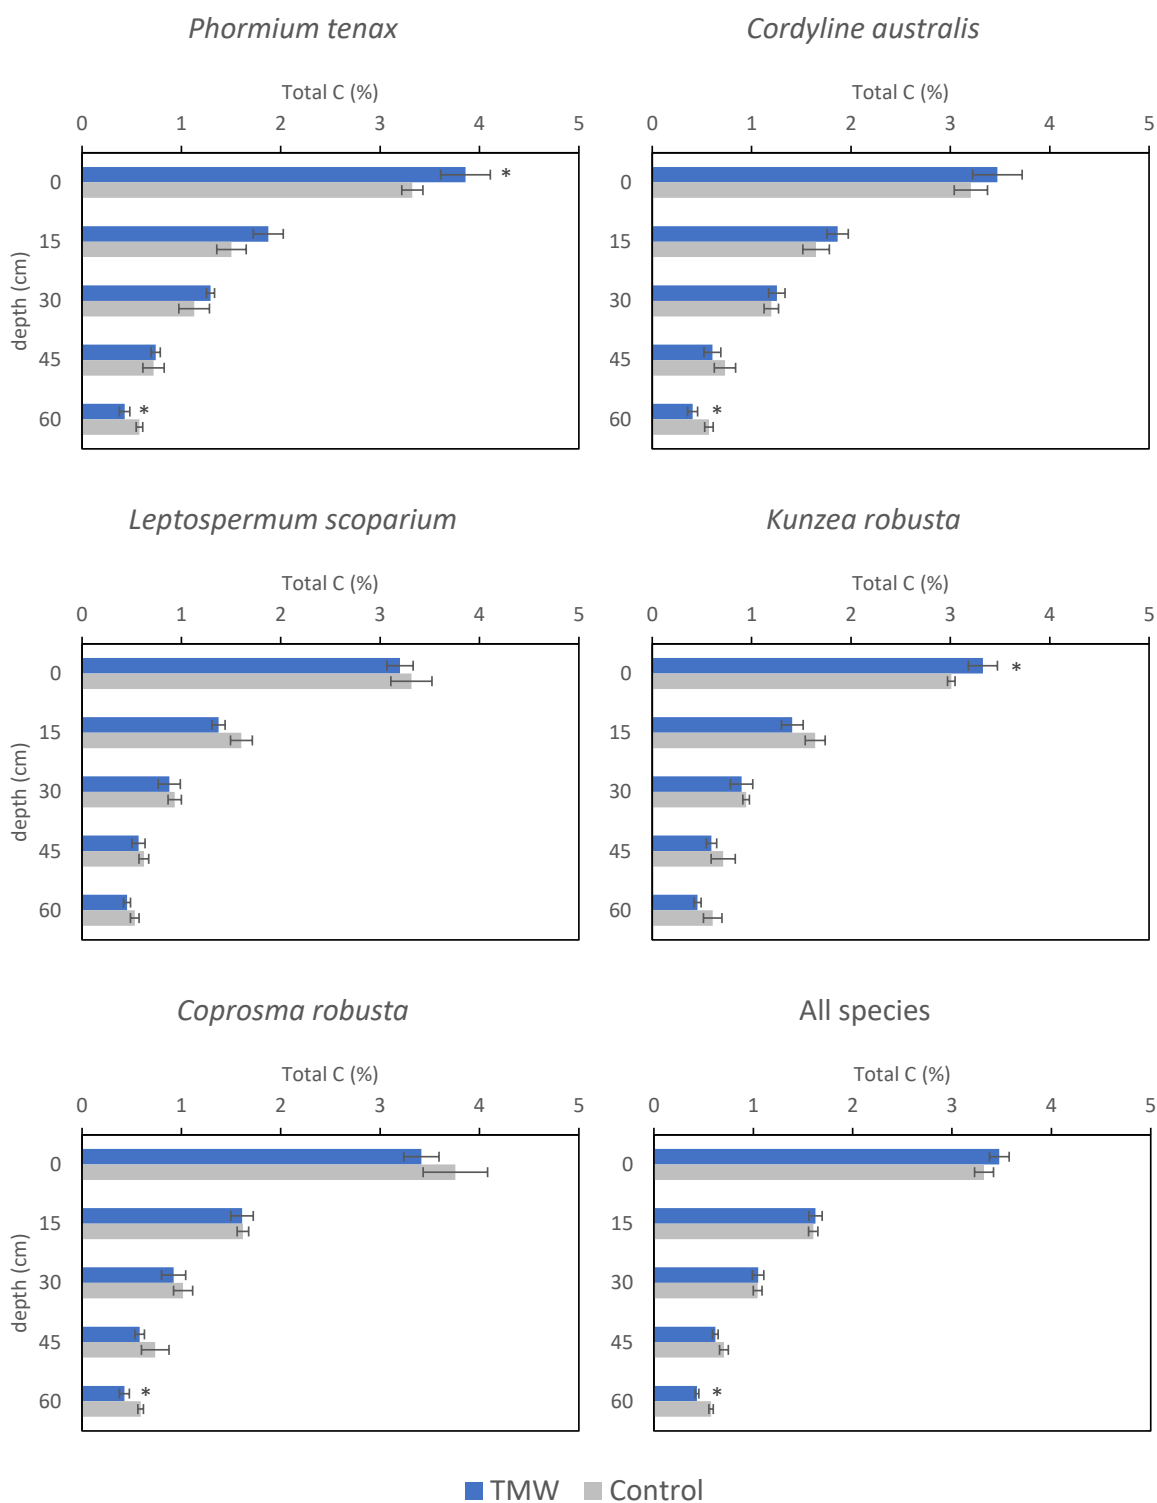 Phormium tenax
Cordyline australis
Total C (%)
Total C (%)
0 1 2 3 4 5
0 1 2 3 4 5
depth (cm)
0 *
0
15
15
30
30
45
45
60 *
60 *
Leptospermum scoparium
Kunzea robusta
Total C (%)
Total C (%)
0 1 2 3 4 5
0 1 2 3 4 5
depth (cm)
0
0 *
15
15
30
30
45
45
60
60
Coprosma robusta
All species
Total C (%)
Total C (%)
0 1 2 3 4 5
0 1 2 3 4 5
depth (cm)
0
0
15
15
30
30
45
45
60 *
60 *
TMW Control